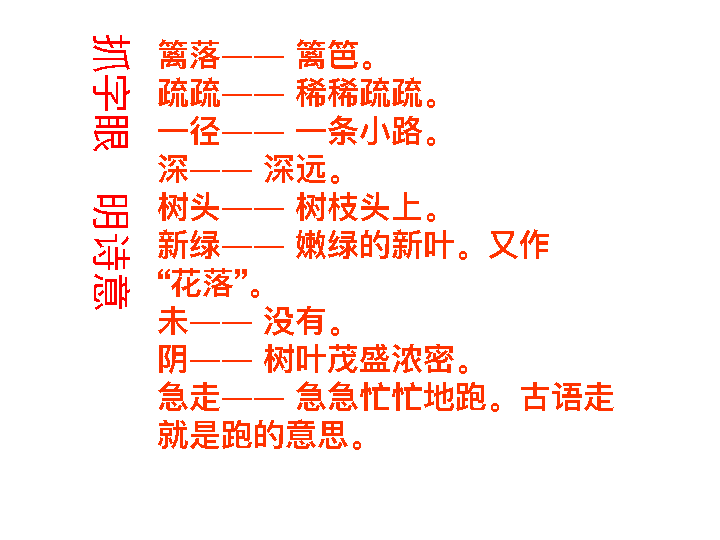 抓字眼 明诗意
篱落—— 篱笆。
疏疏—— 稀稀疏疏。
一径—— 一条小路。
深—— 深远。
树头—— 树枝头上。
新绿—— 嫩绿的新叶。又作
“花落”。
未—— 没有。
阴—— 树叶茂盛浓密。
急走—— 急急忙忙地跑。古语走
就是跑的意思。